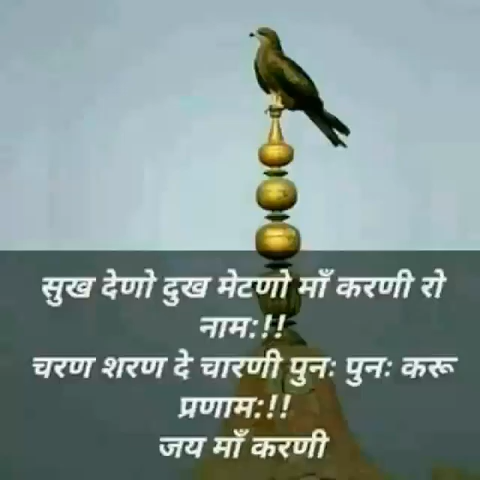 सुख देणो दुख मेटणो माँ करणी रो
नाम:!!
चरण शरण दे चारणी पुनः पुनः करू
प्रणाम:!!
जय माँ करणी